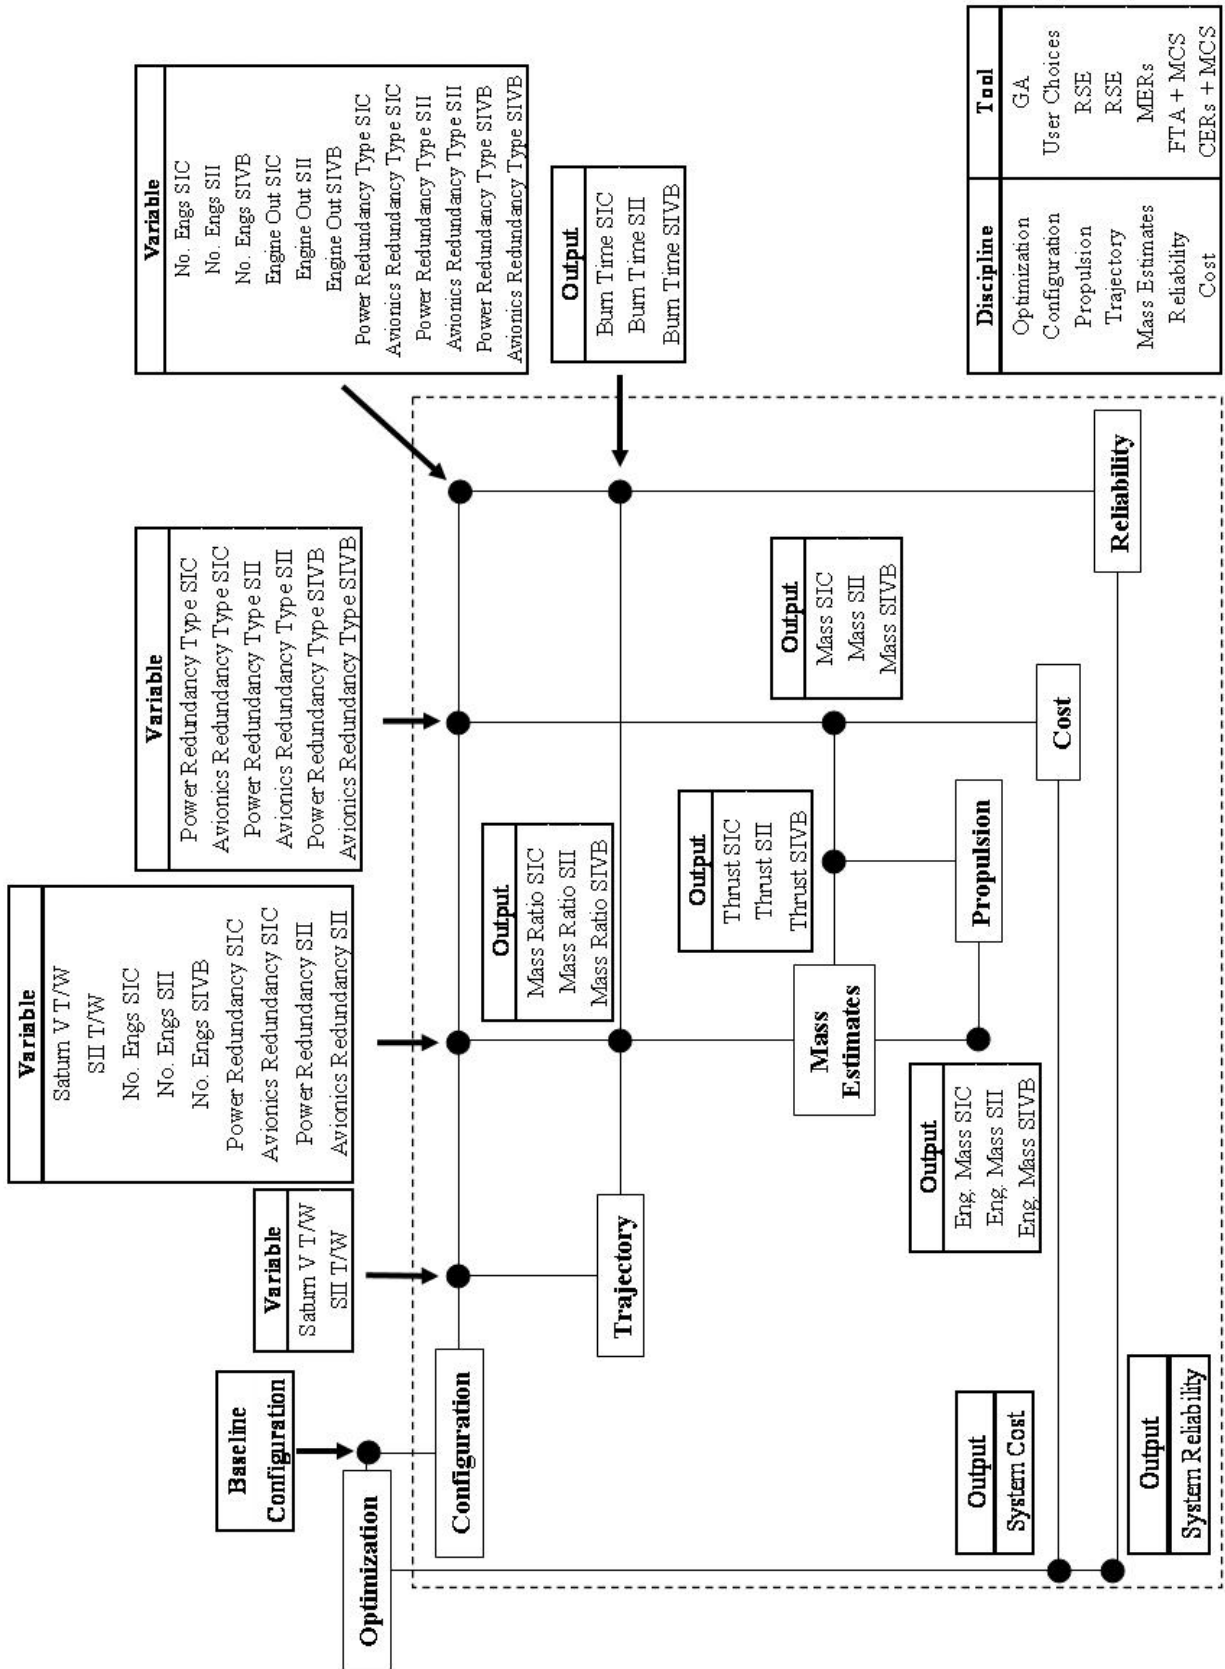 Baseline
Configuration
Variable
Saturn V T/W
SII T/W
Variable
Saturn V T/W
SII T/W
No. Engs SIC
No. Engs SII
No. Engs SIVB
Power Redundancy SIC
Avionics Redundancy SIC
Power Redundancy SII
Avionics Redundancy SII
Variable
Power Redundancy Type SIC
Avionics Redundancy Type SIC
Power Redundancy Type SII
Avionics Redundancy Type SII
Power Redundancy Type SIVB
Avionics Redundancy Type SIVB
Variable
No. Engs SIC
No. Engs SII
No. Engs SIVB
Engine Out SIC
Engine Out SII
Engine Out SIVB
Power Redundancy Type SIC
Avionics Redundancy Type SIC
Power Redundancy Type SII
Avionics Redundancy Type SII
Power Redundancy Type SIVB
Avionics Redundancy Type SIVB
Optimization
Configuration
Output
Mass Ratio SIC
Mass Ratio SII
Mass Ratio SIVB
Output
Burn Time SIC
Burn Time SII
Burn Time SIVB
Trajectory
Output
Thrust SIC
Thrust SII
Thrust SIVB
Output
Mass SIC
Mass SII
Mass SIVB
Mass
Estimates
Output
Eng. Mass SIC
Eng. Mass SII
Eng. Mass SIVB
Propulsion
Cost
Reliability
Output
System Cost
Output
System Reliability
Discipline Tool
Optimization GA
Configuration User Choices
Propulsion RSE
Trajectory RSE
Mass Estimates MERs
Reliability FTA + MCS
Cost CERs + MCS